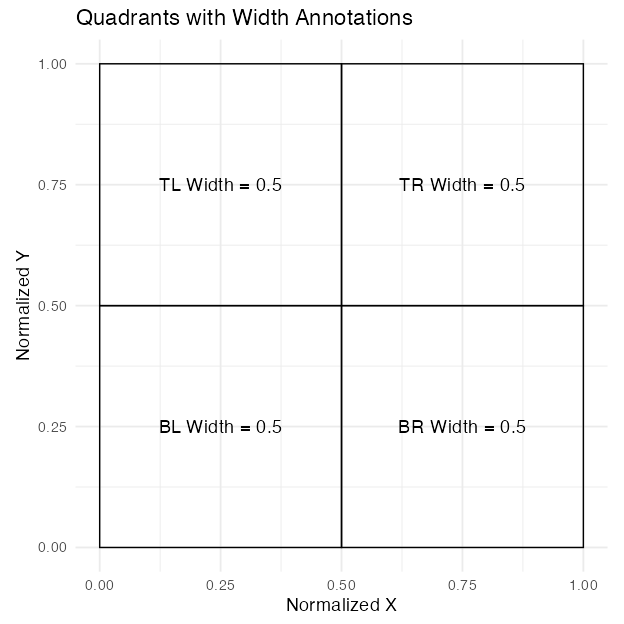 Quadrants with Width Annotations
1.00
0.75
0.50
0.25
0.00
Normalized Y
TL Width = 0.5
TR Width = 0.5
BL Width = 0.5
BR Width = 0.5
0.00 0.25 0.50 0.75 1.00
Normalized X